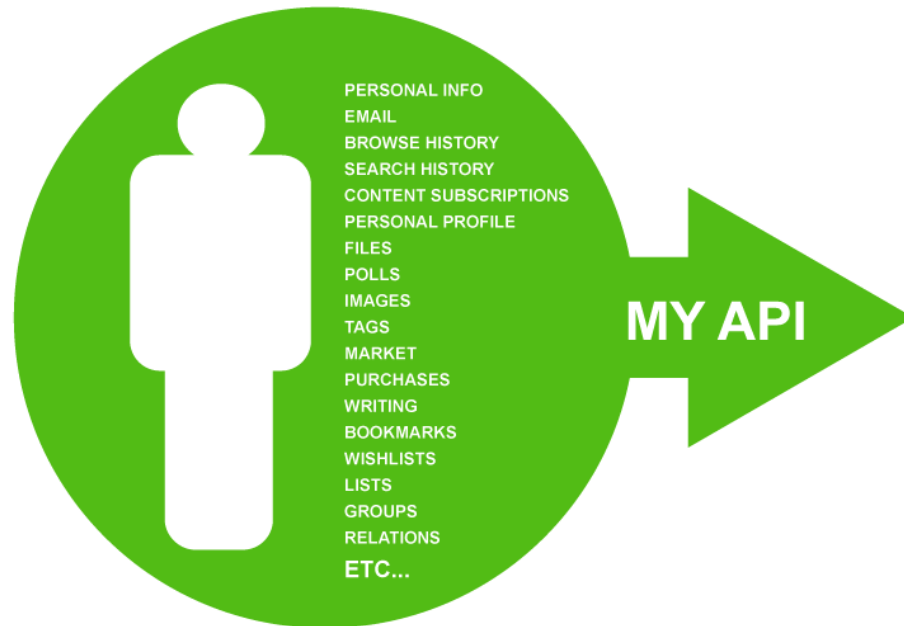 PERSONAL INFO
EMAIL
BROWSE HISTORY
SEARCH HISTORY
CONTENT SUBSCRIPTIONS
PERSONAL PROFILE
FILES
POLLS
IMAGES
TAGS
MARKET
PURCHASES
WRITING
BOOKMARKS
WISHLISTS
LISTS
GROUPS
RELATIONS
ETC...
MY API